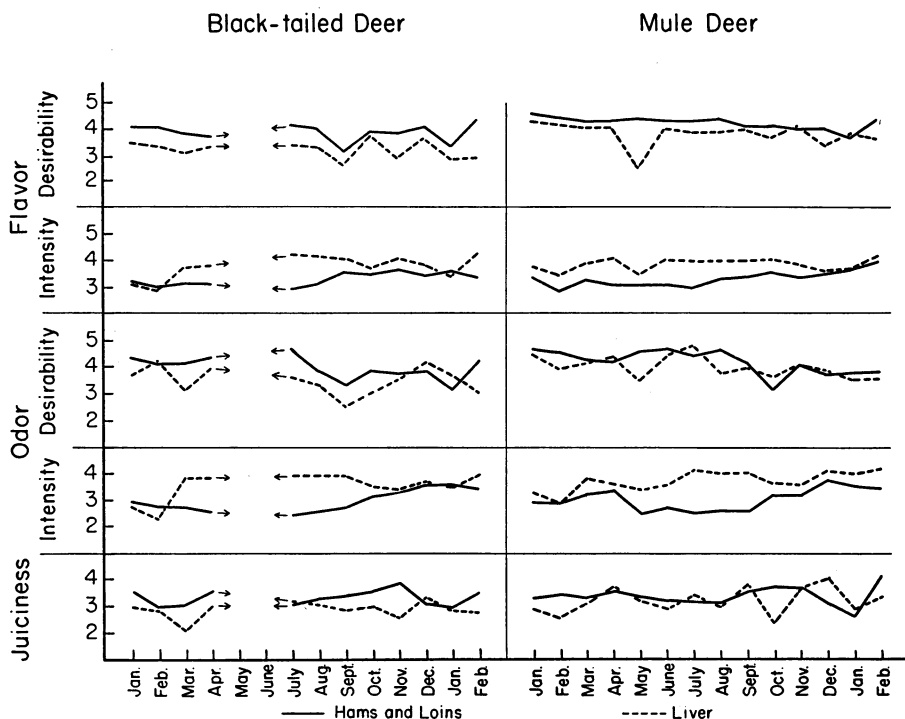 Black-tailed Deer
Mule Deer
Flavor
Desirability
5
4
3
2
Intensity
5
4
3
Odor
Desirability
5
4
3
2
Intensity
4
3
2
Juiciness
4
3
2
Jan. Feb. Mar. Apr. May June July Aug. Sept. Oct. Nov. Dec. Jan. Feb.
Jan. Feb. Mar. Apr. May June July Aug. Sept. Oct. Nov. Dec. Jan. Feb.
Hams and Loins
Liver